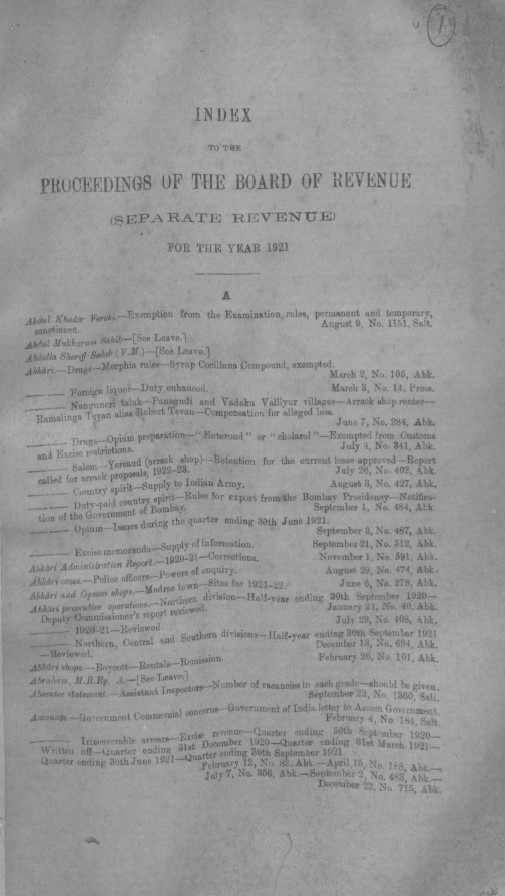 1
INDEX
TO THE
PROCEEDINGS OF THE BOARD OF REVENUE
(SEPARATE REVENUE)
FOR THE YEAR 1921
A
Abdul Khadir Feroki.—Exemption from the Examination rules, permanent and temporary,
sanctioned. August 9, No. 1151, Salt.
Abdul Mukharam Sahib—[See Leave.]
Abdulla Sheriff Sahib (V.M.)—[See Leave.]
Abkári.—Drugs—Morphia rules—Syrup Cocillana Compound, exempted.
March 2, No. 105, Abk.
——— Foreign liquor—Duty enhanced. March 3, No. 14, Press.
——— Nanguneri taluk—Panagudi and Vadaku Valliyur villages—Arrack shop renter—
Ramalinga Tevan alias Robert Tevan—Compensation for alleged loss.
June 7, No. 284, Abk.
——— Drugs—Opium preparation—"Enterond" or "cholarol"—Exempted from Customs
and Excise restrictions. July 4, No. 341, Abk.
——— Salem—Yercaud (arrack shop)—Retention for the current lease approved—Report
called for arrack proposals, 1922-23. July 26, No. 402, Abk.
——— Country spirit—Supply to Indian Army. August 3, No. 427, Abk.
——— Duty-paid country spirit—Rules for export from the Bombay Presidency—Notifica-
tion of the Government of Bombay. September 1, No. 484, Abk.
——— Opium—Issues during the quarter ending 30th June 1921.
September 3, No. 487, Abk.
——— Excise memoranda—Supply of information. September 21, No. 512, Abk.
Abkári Administration Report.—1920-21—Corrections. November 1, No. 591, Abk.
Abkári cases.—Police officers—Powers of enquiry. August 29, No. 474, Abk.
Abkári and Opium shops.—Madras town—Sites for 1921-22. June 6, No. 278, Abk.
Abkári preventive operations.—Northern division—Half-year ending 30th September 1920—
Deputy Commissioner's report reviewed. January 21, No. 40, Abk.
——— 1920-21—Reviewed July 29, No. 408, Abk.
——— Northern, Central and Southern divisions—Half-year ending 30th September 1921
—Reviewed. December 13, No. 694, Abk.
Abkári shops.—Boycott—Rentals—Remission. February 26, No. 101, Abk.
Abraham, M.R.Ry. A.—[See Leave]
Absentee statement.—Assistant Inspectors—Number of vacancies in each grade—should be given.
September 22, No. 1360, Salt.
Accounts—Government Commercial concerns—Government of India letter to Assam Government.
February 4, No. 184, Salt.
——— Irrecoverable arrears—Excise revenue—Quarter ending 30th September 1920—
Written off—Quarter ending 31st December 1920—Quarter ending 31st March 1921—
Quarter ending 30th June 1921—Quarter ending 30th September 1921.
February 12, No. 82, Abk.—April 15, No. 188, Abk.—
July 7, No. 356, Abk.—September 2, No. 483, Abk.—
December 22, No. 715, Abk.